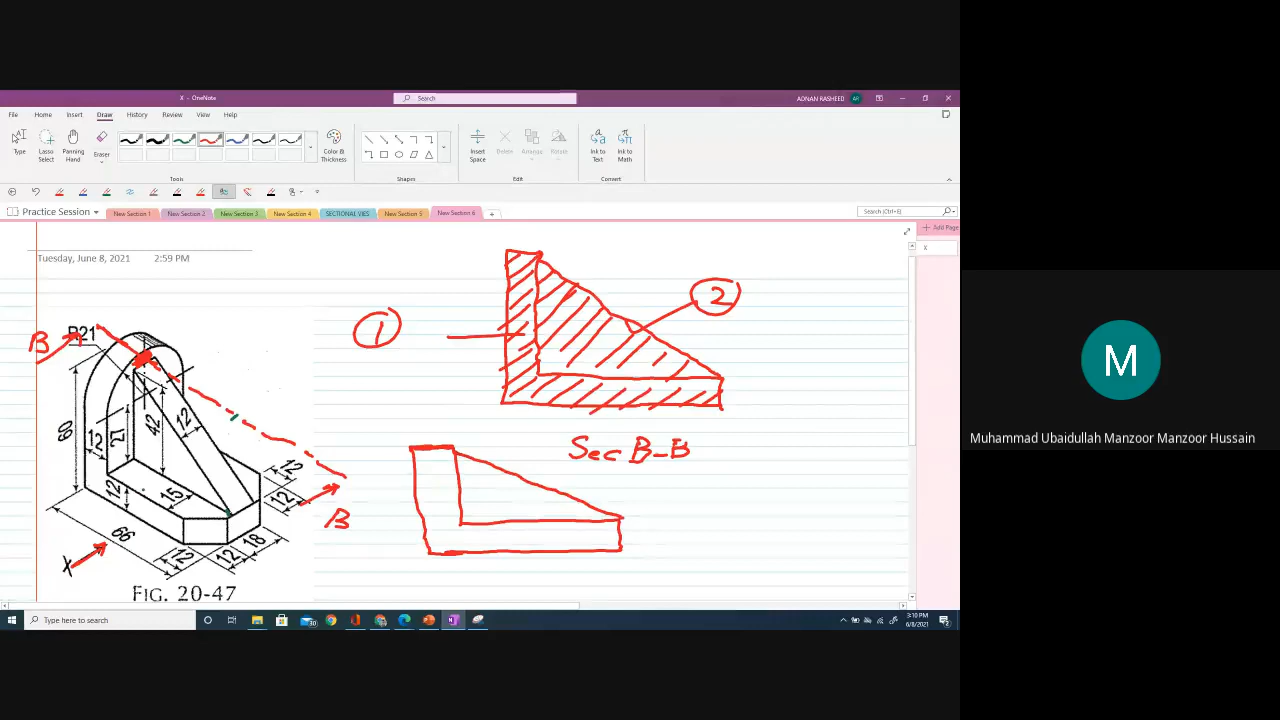 X - OneNote
Search
ADNAN RASHEED
AR
File Home Insert Draw History Review View Help
Type
Lasso Select
Panning Hand
Eraser
Color & Thickness
Insert Space
Delete
Arrange
Rotate
Ink to Text
Ink to Math
Tools
Shapes
Edit
Convert
Practice Session
New Section 1
New Section 2
New Section 3
New Section 4
SECTIONAL VIES
New Section 5
New Section 6
Search (Ctrl+E)
Add Page
X
Tuesday, June 8, 2021 2:59 PM
B
R21
60
12
21
42
12
12
15
12
12
66
12
12
18
X
B
FIG. 20-47
1
2
Sec B-B
Type here to search
3:10 PM
6/8/2021
M
Muhammad Ubaidullah Manzoor Manzoor Hussain